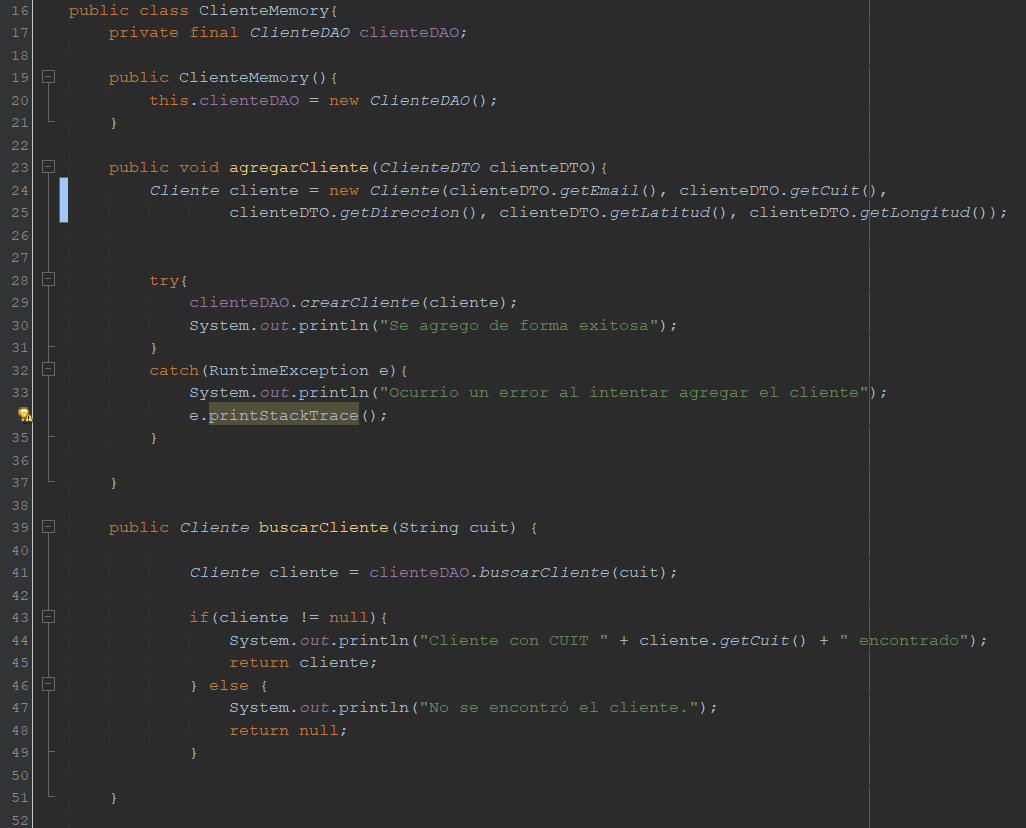 16 public class ClienteMemory{
17 private final ClienteDAO clienteDAO;
18
19 public ClienteMemory(){
20 this.clienteDAO = new ClienteDAO();
21 }
22
23 public void agregarCliente(ClienteDTO clienteDTO){
24 Cliente cliente = new Cliente(clienteDTO.getEmail(), clienteDTO.getCuit(),
25 clienteDTO.getDireccion(), clienteDTO.getLatitud(), clienteDTO.getLongitud());
26
27
28 try{
29 clienteDAO.crearCliente(cliente);
30 System.out.println("Se agrego de forma exitosa");
31 }
32 catch(RuntimeException e){
33 System.out.println("Ocurrio un error al intentar agregar el cliente");
e.printStackTrace();
35 }
36
37 }
38
39 public Cliente buscarCliente(String cuit) {
40
41 Cliente cliente = clienteDAO.buscarCliente(cuit);
42
43 if(cliente != null){
44 System.out.println("Cliente con CUIT " + cliente.getCuit() + " encontrado");
45 return cliente;
46 } else {
47 System.out.println("No se encontró el cliente.");
48 return null;
49 }
50
51 }
52